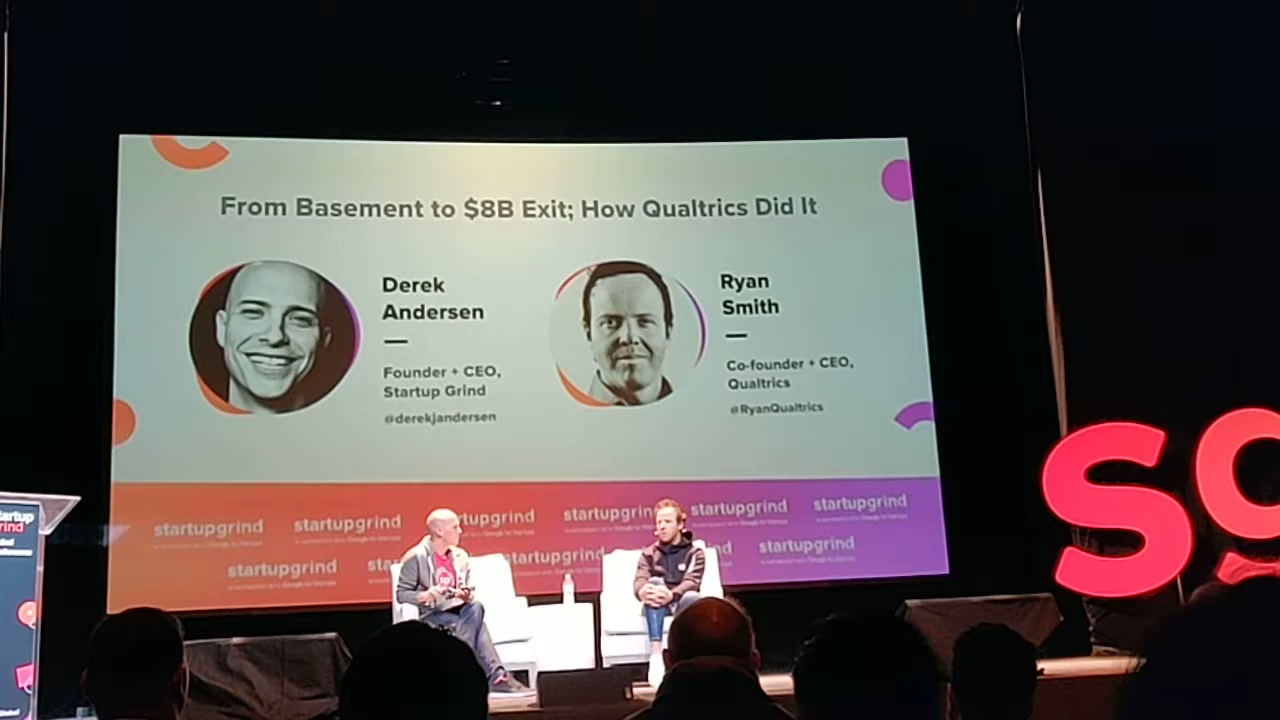 From Basement to $8B Exit; How Qualtrics Did It
Derek
Andersen
Founder + CEO,
Startup Grind
@derekjandersen
Ryan
Smith
Co-founder + CEO,
Qualtrics
@RyanQualtrics
startupgrind
startupgrind
startupgrind
startupgrind
startupgrind
startupgrind
startupgrind
startupgrind
SG